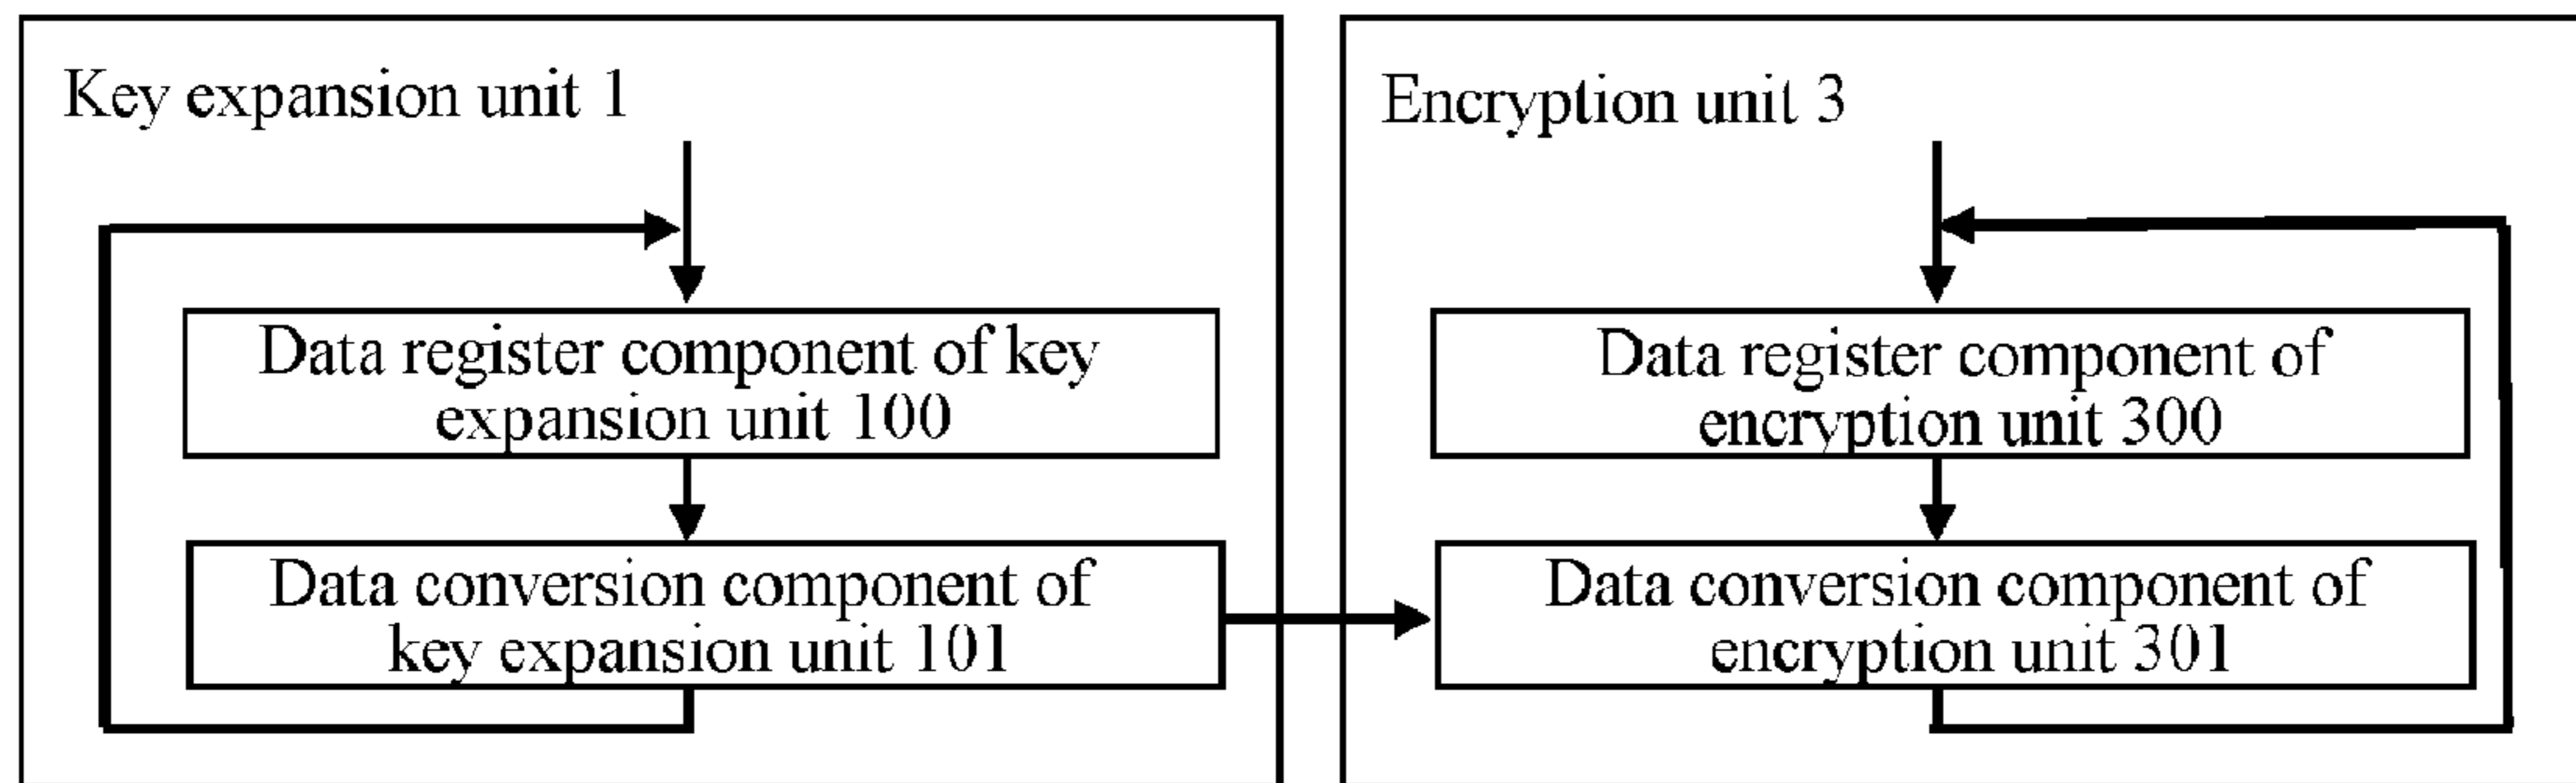 Key expansion unit 1
Data register component of key
expansion unit 100
Data conversion component of
key expansion unit 101
Encryption unit 3
Data register component of
encryption unit 300
Data conversion component of
encryption unit 301